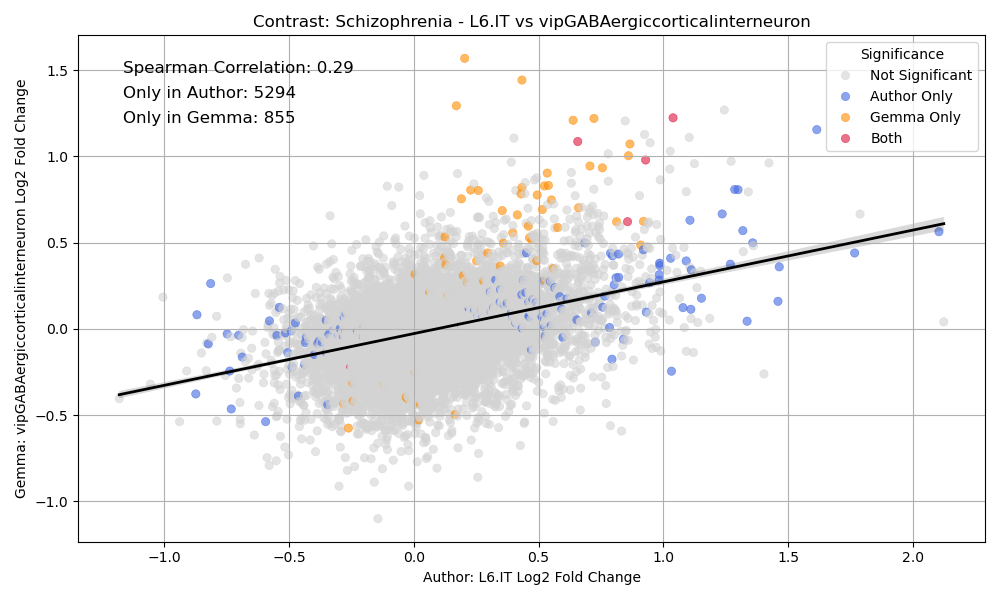 Contrast: Schizophrenia - L6.IT vs vipGABAergiccorticalinterneuron
Spearman Correlation: 0.29
Only in Author: 5294
Only in Gemma: 855
Significance
Not Significant
Author Only
Gemma Only
Both
Gemma: vipGABAergiccorticalinterneuron Log2 Fold Change
1.5
1.0
0.5
0.0
−0.5
−1.0
−1.0 −0.5 0.0 0.5 1.0 1.5 2.0
Author: L6.IT Log2 Fold Change